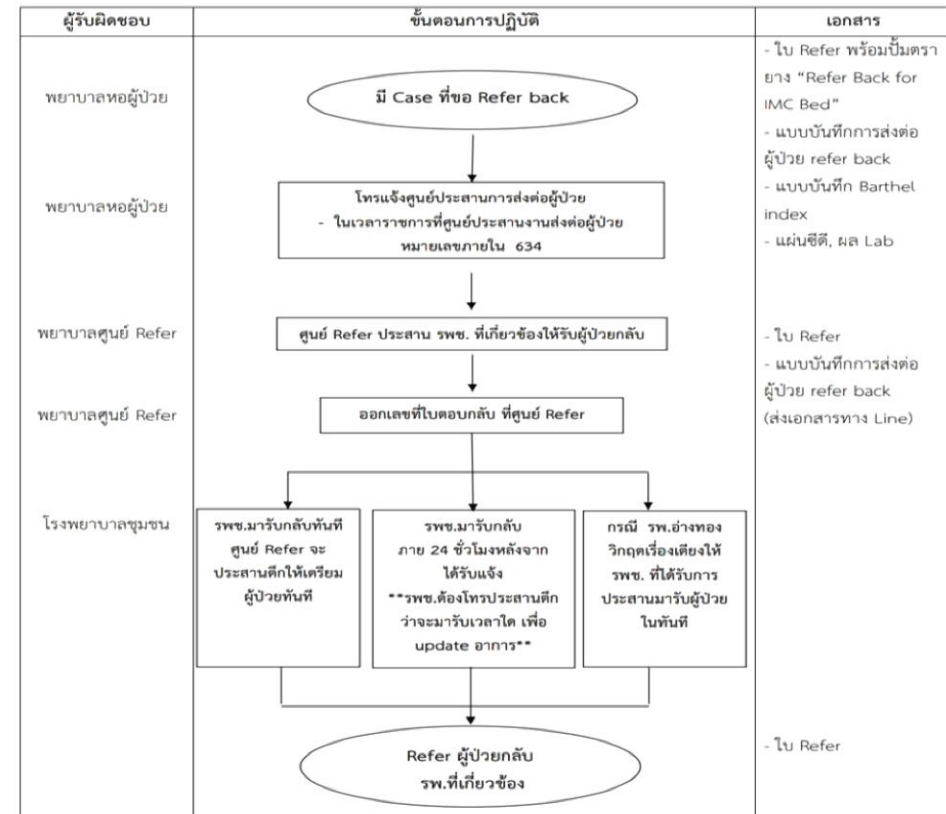 ผู้รับผิดชอบ
ขั้นตอนการปฏิบัติ
เอกสาร
พยาบาลหอผู้ป่วย
มี Case ที่ขอ Refer back
- ใบ Refer พร้อมปั้มตรา
ยาง “Refer Back for
IMC Bed”
- แบบบันทึกการส่งต่อ
ผู้ป่วย refer back
- แบบบันทึก Barthel
index
- แผ่นซีดี, ผล Lab
พยาบาลหอผู้ป่วย
โทรแจ้งศูนย์ประสานการส่งต่อผู้ป่วย
- ในเวลาราชการที่ศูนย์ประสานงานส่งต่อผู้ป่วย
หมายเลขภายใน 634
พยาบาลศูนย์ Refer
ศูนย์ Refer ประสาน รพช. ที่เกี่ยวข้องให้รับผู้ป่วยกลับ
- ใบ Refer
- แบบบันทึกการส่งต่อ
ผู้ป่วย refer back
(ส่งเอกสารทาง Line)
พยาบาลศูนย์ Refer
ออกเลขที่ใบตอบกลับ ที่ศูนย์ Refer
โรงพยาบาลชุมชน
รพช.มารับกลับทันที
ศูนย์ Refer จะ
ประสานตึกให้เตรียม
ผู้ป่วยทันที
รพช.มารับกลับ
ภาย 24 ชั่วโมงหลังจาก
ได้รับแจ้ง
**รพช.ต้องโทรประสานตึก
ว่าจะมารับเวลาใด เพื่อ
update อาการ**
กรณี รพ.อ่างทอง
วิกฤตเรื่องเตียงให้
รพช. ที่ได้รับการ
ประสานมารับผู้ป่วย
ในทันที
Refer ผู้ป่วยกลับ
รพ.ที่เกี่ยวข้อง
- ใบ Refer